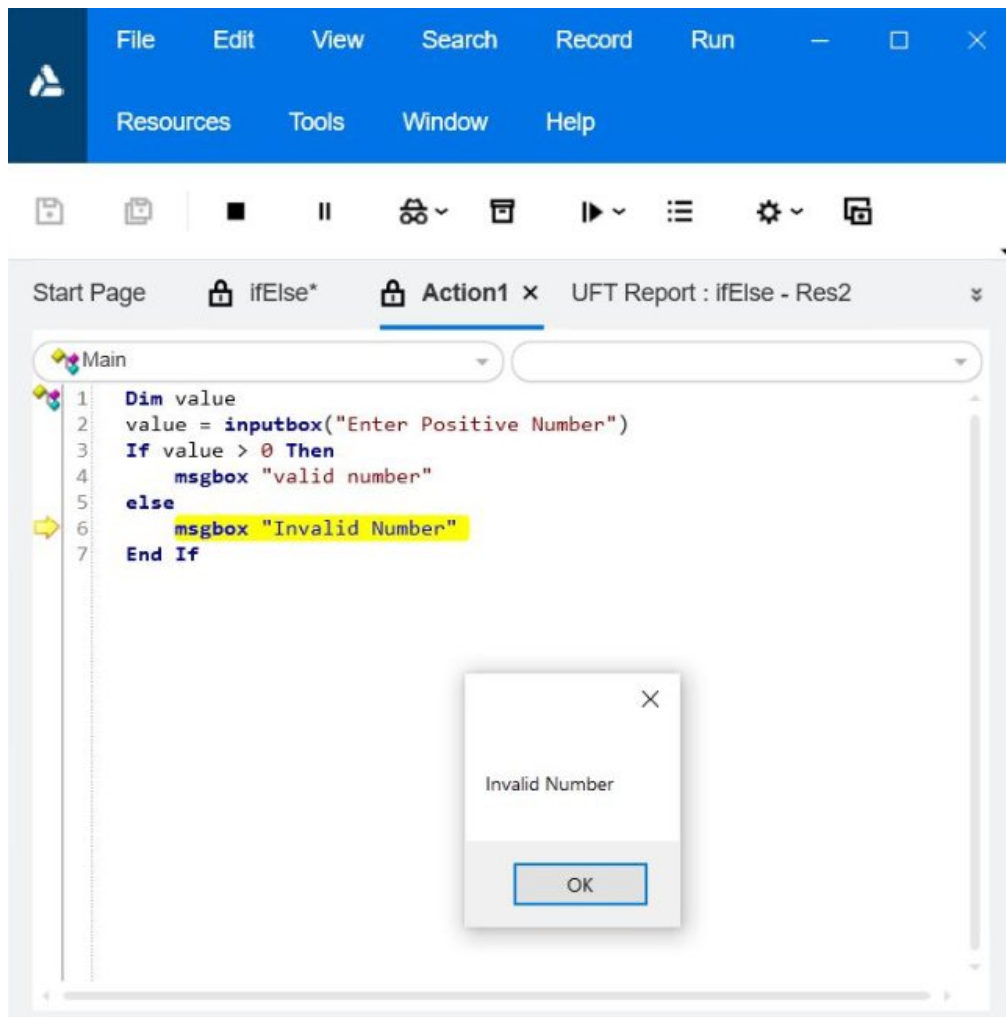 File Edit View Search Record Run
Resources Tools Window Help
Start Page ifElse* Action1 UFT Report : ifElse - Res2
Main
1 Dim value
2 value = inputbox("Enter Positive Number")
3 If value > 0 Then
4 msgbox "valid number"
5 else
6 msgbox "Invalid Number"
7 End If
Invalid Number
OK